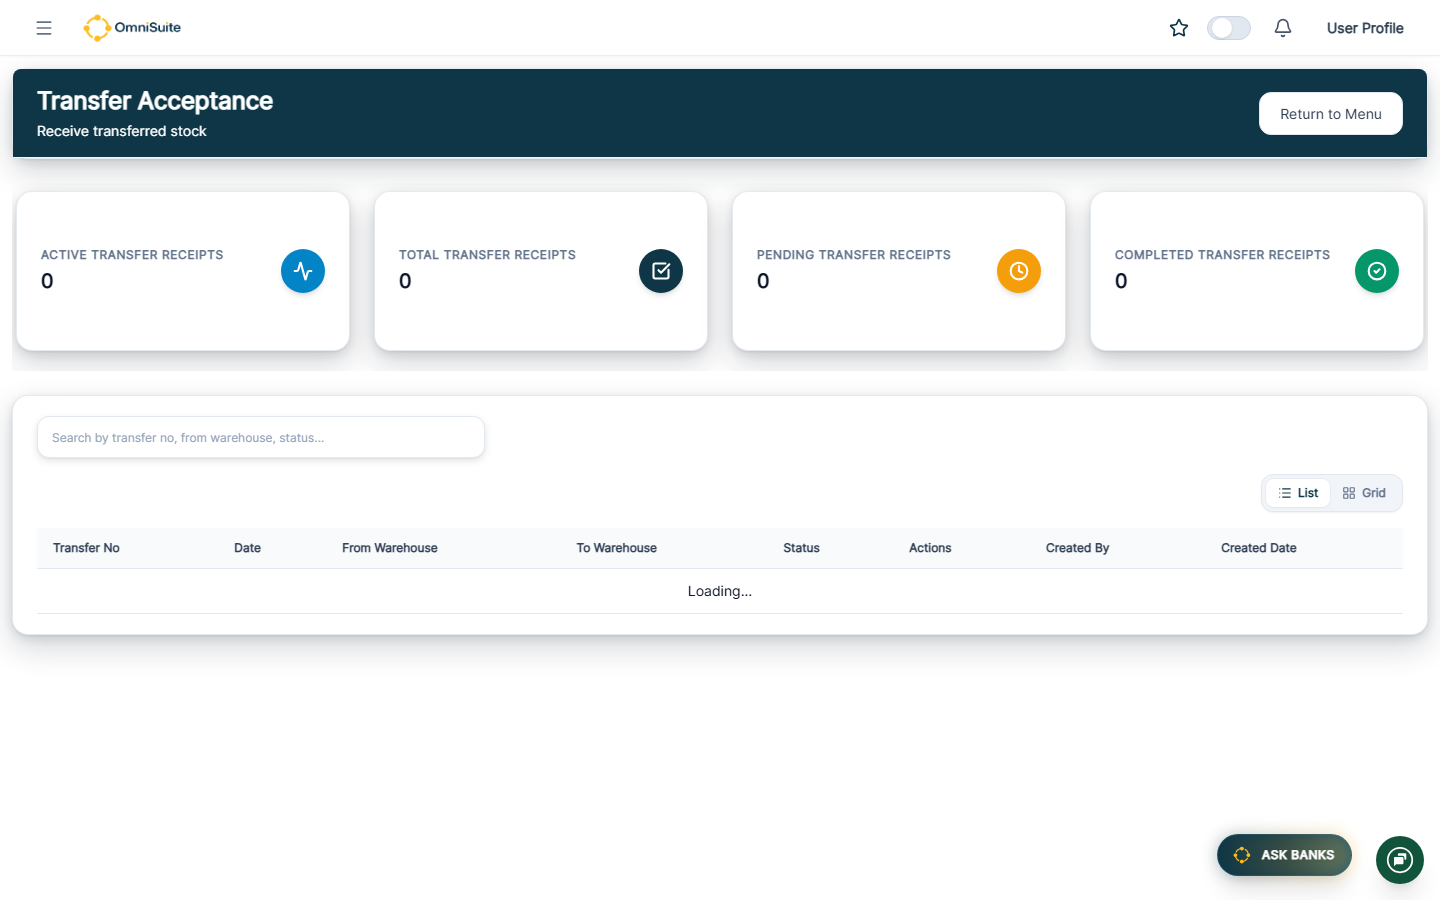 OmniSuite
User Profile
Transfer Acceptance
Receive transferred stock
Return to Menu
ACTIVE TRANSFER RECEIPTS
0
TOTAL TRANSFER RECEIPTS
0
PENDING TRANSFER RECEIPTS
0
COMPLETED TRANSFER RECEIPTS
0
Search by transfer no, from warehouse, status...
List
Grid
Transfer No
Date
From Warehouse
To Warehouse
Status
Actions
Created By
Created Date
Loading...
ASK BANKS